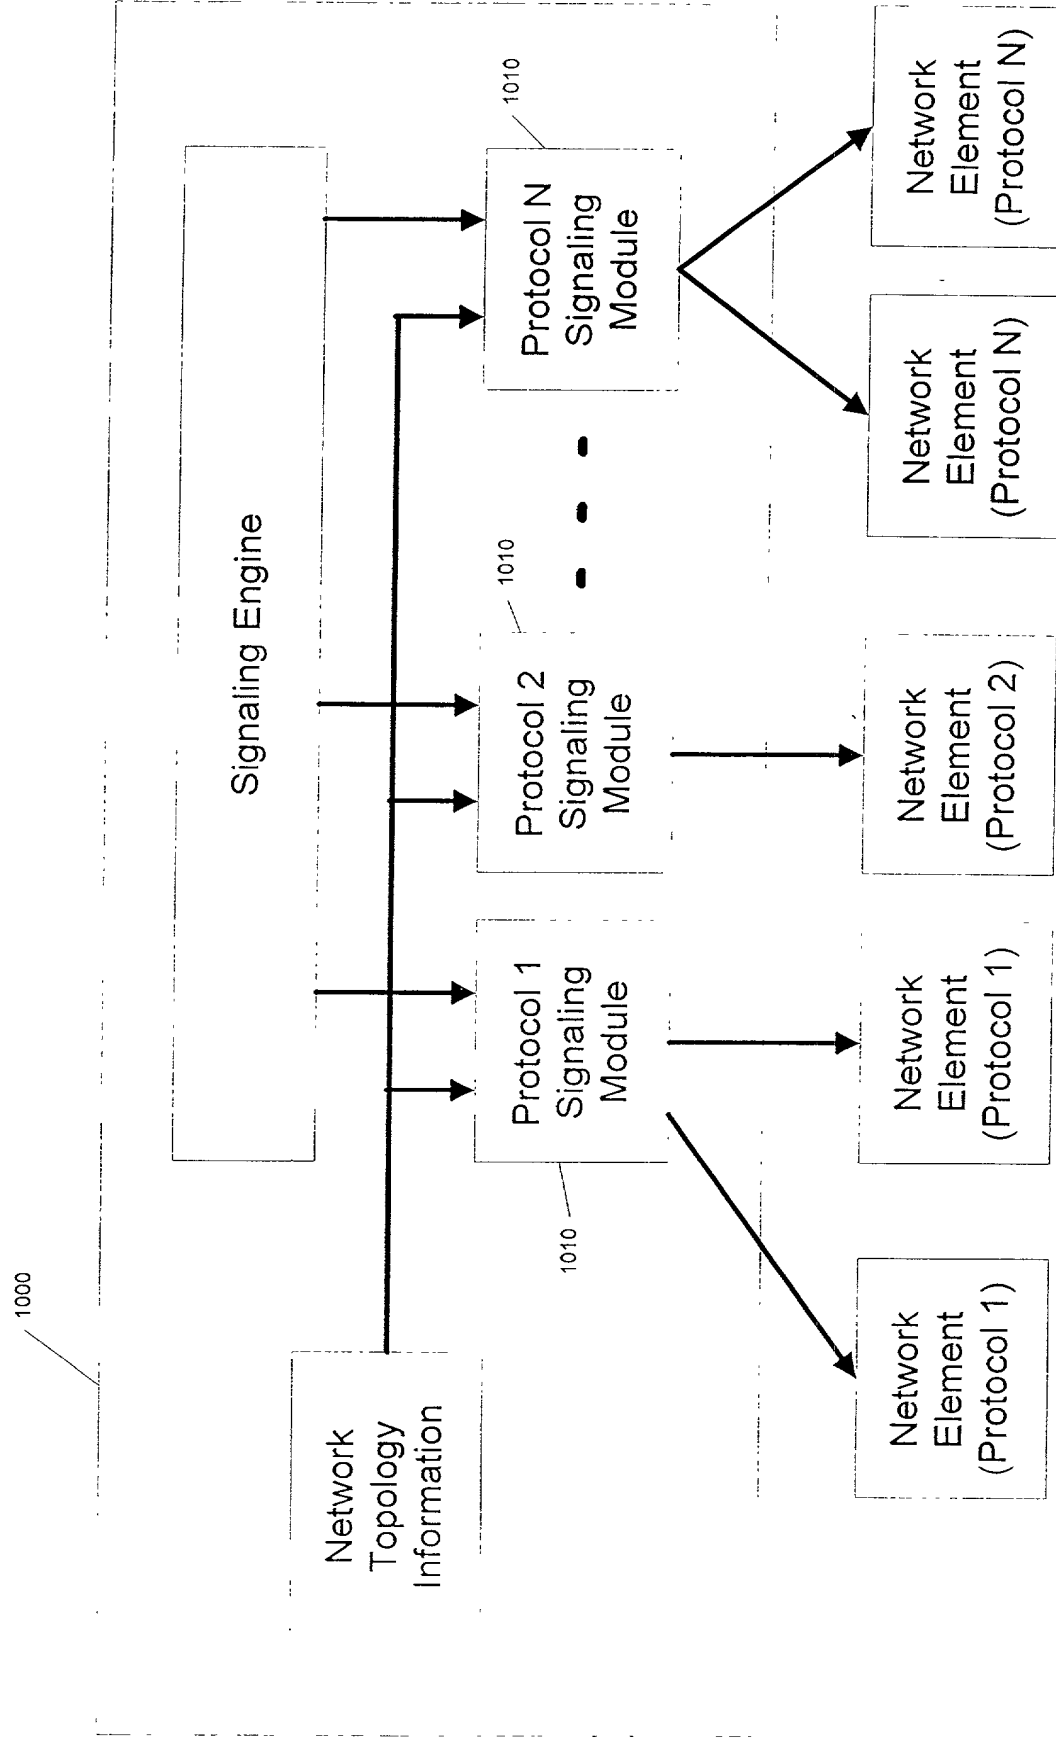 1000
Signaling Engine
Network
Topology
Information
1010
Protocol 1
Signaling
Module
1010
Protocol 2
Signaling
Module
1010
Protocol N
Signaling
Module
Network
Element
(Protocol 1)
Network
Element
(Protocol 1)
Network
Element
(Protocol 2)
Network
Element
(Protocol N)
Network
Element
(Protocol N)